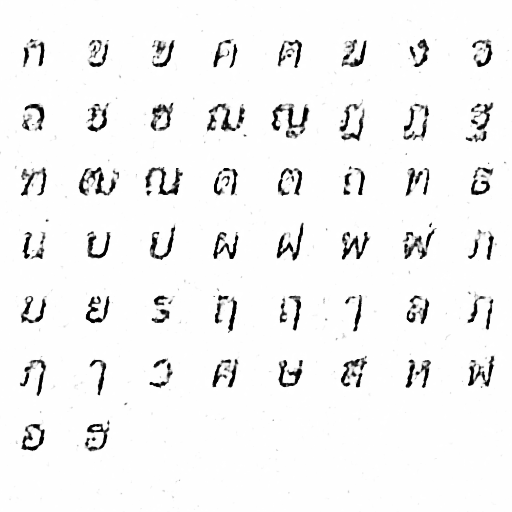 ก ข ฃ ค ฅ ฆ ง จ
ฉ ช ซ ฌ ญ ฎ ฏ ฐ
ฑ ฒ ณ ด ต ถ ท ธ
น บ ป ผ ฝ พ ฟ ภ
ม ย ร ฤ ฤ ๅ ล ฦ
ฦ ๅ ว ศ ษ ส ห ฬ
อ ฮ